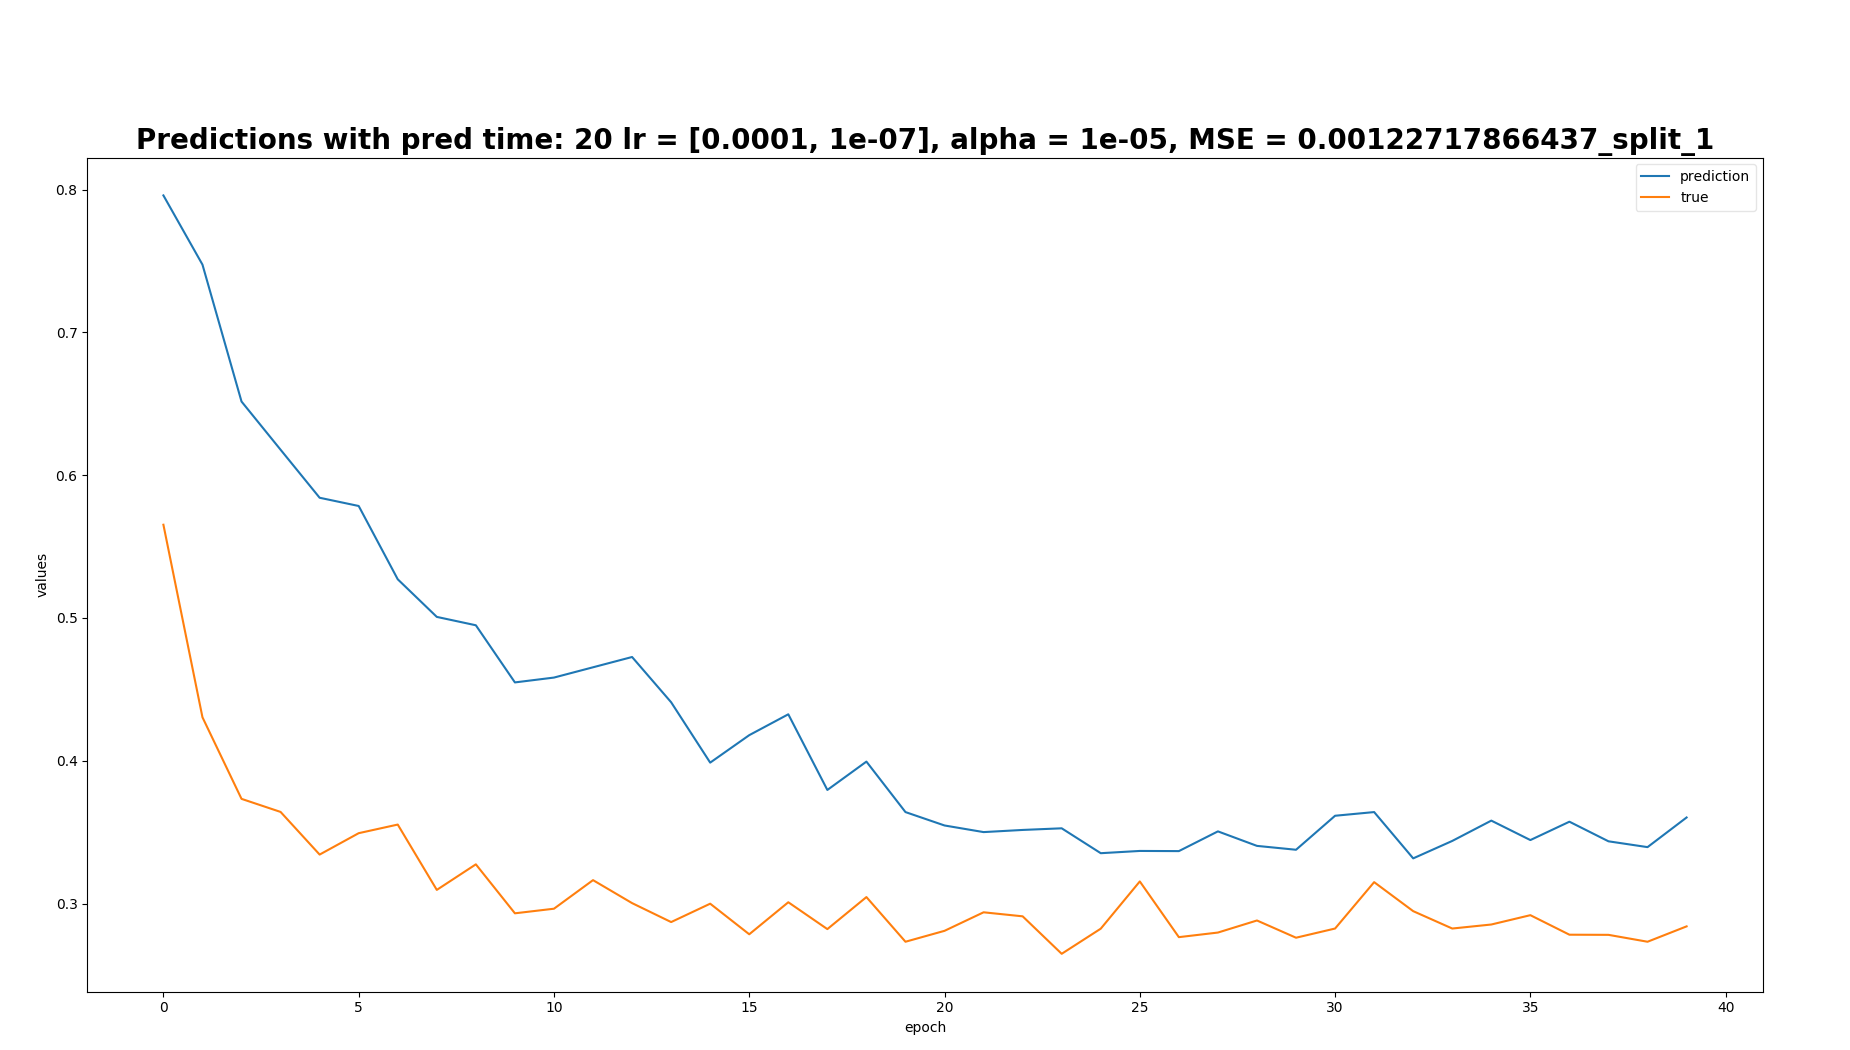 Predictions with pred time: 20 lr = [0.0001, 1e-07], alpha = 1e-05, MSE = 0.00122717866437_split_1
prediction
true
0.8
0.7
0.6
0.5
0.4
0.3
values
0 5 10 15 20 25 30 35 40
epoch